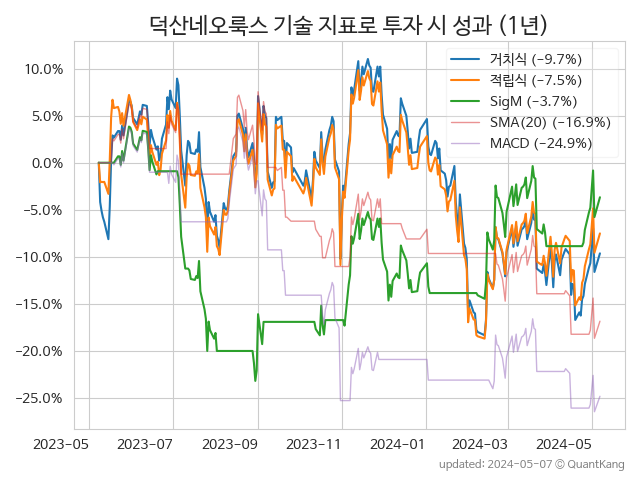 덕산네오룩스 기술 지표로 투자 시 성과 (1년)
거치식 (−9.7%)
적립식 (−7.5%)
SigM (−3.7%)
SMA(20) (−16.9%)
MACD (−24.9%)
10.0%
5.0%
0.0%
−5.0%
−10.0%
−15.0%
−20.0%
−25.0%
2023-05 2023-07 2023-09 2023-11 2024-01 2024-03 2024-05
updated: 2024-05-07 © QuantKang